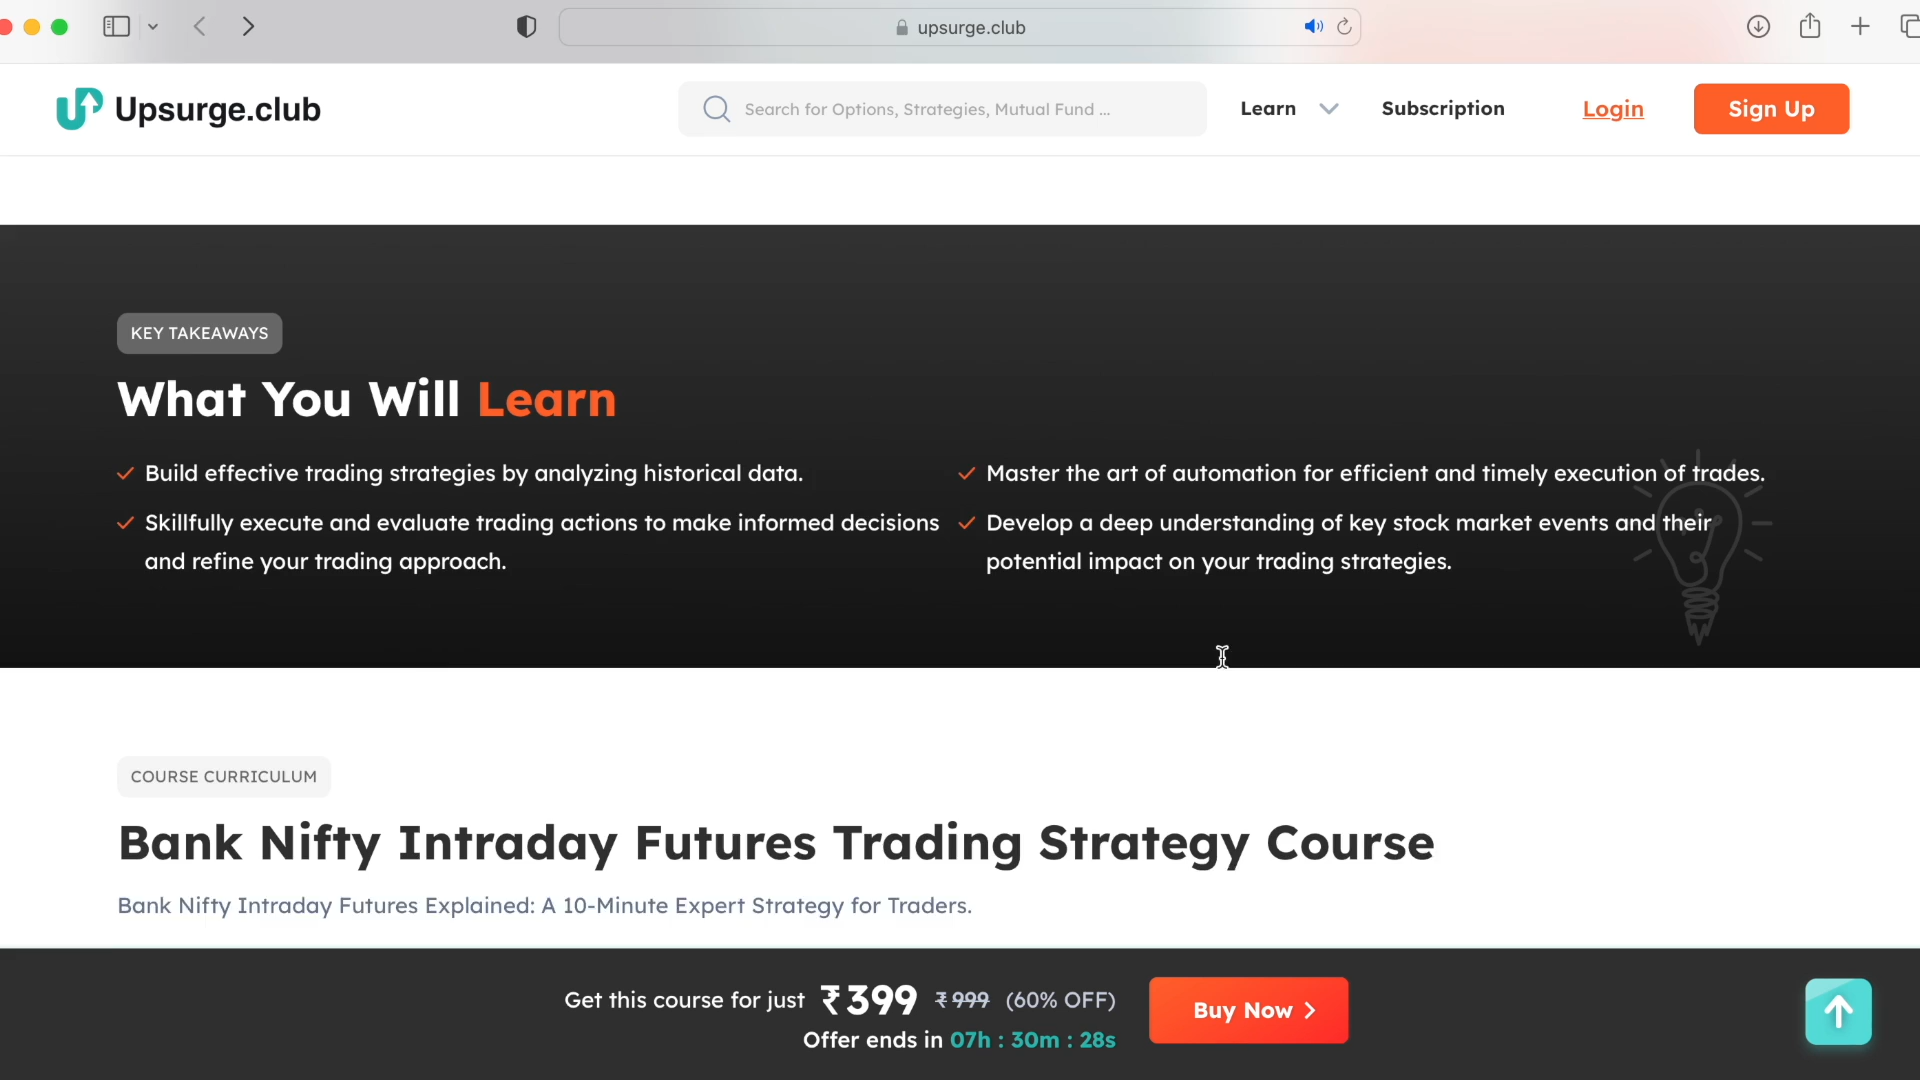 upsurge.club
Upsurge.club
Search for Options, Strategies, Mutual Fund ...
Learn
Subscription
Login
Sign Up
KEY TAKEAWAYS
What You Will Learn
Build effective trading strategies by analyzing historical data.
Skillfully execute and evaluate trading actions to make informed decisions
and refine your trading approach.
Master the art of automation for efficient and timely execution of trades.
Develop a deep understanding of key stock market events and their
potential impact on your trading strategies.
COURSE CURRICULUM
Bank Nifty Intraday Futures Trading Strategy Course
Bank Nifty Intraday Futures Explained: A 10-Minute Expert Strategy for Traders.
Get this course for just ₹399 ₹999 (60% OFF)
Offer ends in 07h : 30m : 28s
Buy Now